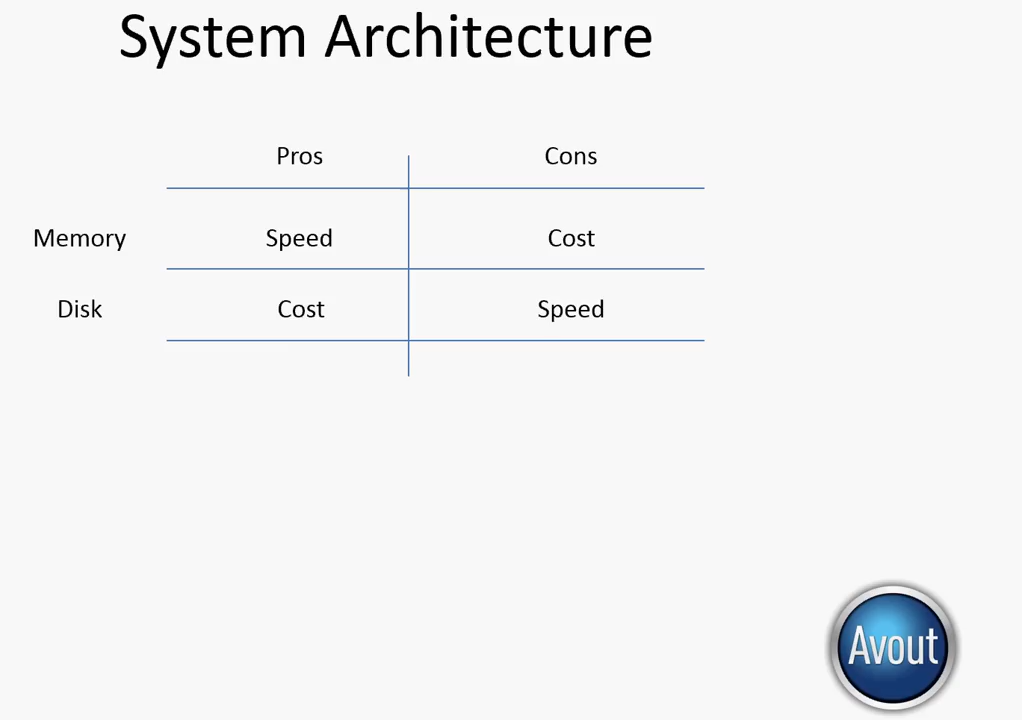 System Architecture
Pros Cons
Memory Speed Cost
Disk Cost Speed
Avout